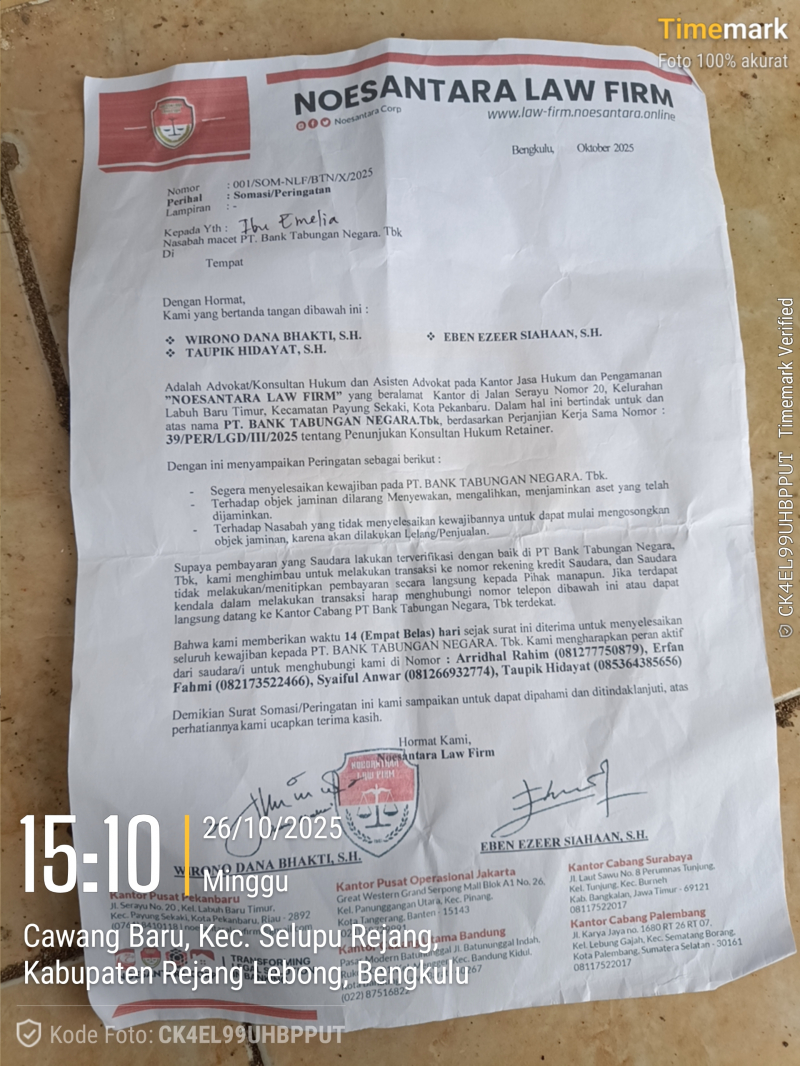 Timemark
Foto 100% akurat
NOESANTARA LAW FIRM
Noesantara Corp
www.law-firm.noesantara.online
Bengkulu, Oktober 2025
Nomor : 001/SOM-NLF/BTN/X/2025
Perihal : Somasi/Peringatan
Lampiran : -
Kepada Yth : Ibu Emelia
Nasabah macet PT. Bank Tabungan Negara. Tbk
Di
Tempat
Dengan Hormat,
Kami yang bertanda tangan dibawah ini :
❖ WIRONO DANA BHAKTI, S.H. ❖ EBEN EZEER SIAHAAN, S.H.
❖ TAUPIK HIDAYAT, S.H.
Adalah Advokat/Konsultan Hukum dan Asisten Advokat pada Kantor Jasa Hukum dan Pengamanan
"NOESANTARA LAW FIRM" yang beralamat Kantor di Jalan Serayu Nomor 20, Kelurahan
Labuh Baru Timur, Kecamatan Payung Sekaki, Kota Pekanbaru. Dalam hal ini bertindak untuk dan
atas nama PT. BANK TABUNGAN NEGARA.Tbk, berdasarkan Perjanjian Kerja Sama Nomor :
39/PER/LGD/III/2025 tentang Penunjukan Konsultan Hukum Retainer.
Dengan ini menyampaikan Peringatan sebagai berikut :
- Segera menyelesaikan kewajiban pada PT. BANK TABUNGAN NEGARA. Tbk.
- Terhadap objek jaminan dilarang Menyewakan, mengalihkan, menjaminkan aset yang telah
dijaminkan.
- Terhadap Nasabah yang tidak menyelesaikan kewajibannya untuk dapat mulai mengosongkan
objek jaminan, karena akan dilakukan Lelang/Penjualan.
Supaya pembayaran yang Saudara lakukan terverifikasi dengan baik di PT Bank Tabungan Negara,
Tbk, kami menghimbau untuk melakukan transaksi ke nomor rekening kredit Saudara, dan Saudara
tidak melakukan/menitipkan pembayaran secara langsung kepada Pihak manapun. Jika terdapat
kendala dalam melakukan transaksi harap menghubungi nomor telepon dibawah ini atau dapat
langsung datang ke Kantor Cabang PT Bank Tabungan Negara, Tbk terdekat.
Bahwa kami memberikan waktu 14 (Empat Belas) hari sejak surat ini diterima untuk menyelesaikan
seluruh kewajiban kepada PT. BANK TABUNGAN NEGARA. Tbk. Kami mengharapkan peran aktif
dari saudara/i untuk menghubungi kami di Nomor : Arridhal Rahim (081277750879), Erfan
Fahmi (082173522466), Syaiful Anwar (081266932774), Taupik Hidayat (085364385656)
Demikian Surat Somasi/Peringatan ini kami sampaikan untuk dapat dipahami dan ditindaklanjuti, atas
perhatiannya kami ucapkan terima kasih.
Hormat Kami,
Noesantara Law Firm
NOESANTARA
LAW FIRM
WIRONO DANA BHAKTI, S.H.
EBEN EZEER SIAHAAN, S.H.
Kantor Pusat Pekanbaru
Jl. Serayu No. 20, Kel. Labuh Baru Timur,
Kec. Payung Sekaki, Kota Pekanbaru, Riau - 2892
Kantor Pusat Operasional Jakarta
Great Western Grand Serpong Mall Blok A1 No. 26,
Kel. Panunggangan Utara, Kec. Pinang,
Kota Tangerang, Banten - 15143
Bandung
Pasar Modern Batununggal Jl. Batununggal Indah,
Kec. Bandung Kidul,
(022) 8751682
Kantor Cabang Surabaya
Jl. Laut Sawu No. 8 Perumnas Tunjung,
Kel. Tunjung, Kec. Burneh
Kab. Bangkalan, Jawa Timur - 69121
08117522017
Kantor Cabang Palembang
Jl. Karya Jaya no. 1680 RT 26 RT 07,
Kel. Lebung Gajah, Kec. Sematang Borang,
Kota Palembang, Sumatera Selatan - 30161
08117522017
TRANSFORMING
15:10
26/10/2025
Minggu
Cawang Baru, Kec. Selupu Rejang,
Kabupaten Rejang Lebong, Bengkulu
Kode Foto: CK4EL99UHBPPUT
© CK4EL99UHBPPUT Timemark Verified